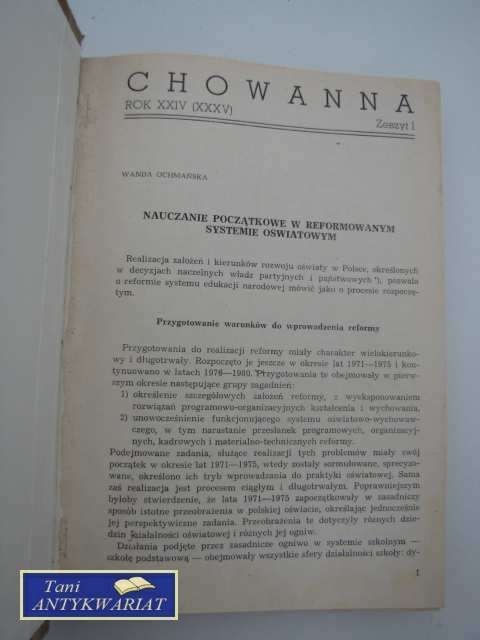 CHOWANNA
ROK XXIV (XXXV)
Zeszyt 1
WANDA OCHMAŃSKA
NAUCZANIE POCZĄTKOWE W REFORMOWANYM
SYSTEMIE OŚWIATOWYM
Realizacja założeń i kierunków rozwoju oświaty w Polsce, określonych
w decyzjach naczelnych władz partyjnych i państwowych *), pozwala
o reformie systemu edukacji narodowej mówić jako o procesie rozpoczę-
tym.
Przygotowanie warunków do wprowadzenia reformy
Przygotowania do realizacji reformy miały charakter wielokierunko-
wy i długotrwały. Rozpoczęto je jeszcze w okresie lat 1971—1975 i kon-
tynuowano w latach 1976—1980. Przygotowania te obejmowały w pierw-
szym okresie następujące grupy zagadnień:
1) określenie szczegółowych założeń reformy, z wyeksponowaniem
rozwiązań programowo-organizacyjnych kształcenia i wychowania,
2) unowocześnienie funkcjonującego systemu oświatowo-wychowaw-
czego, w tym narastanie przesłanek programowych, organizacyj-
nych, kadrowych i materialno-technicznych reformy.
Podejmowane zadania, służące realizacji tych problemów miały swój
początek w okresie lat 1971—1975, wtedy zostały sformułowane, sprecyzo-
wane, określono ich tryb wprowadzania do praktyki oświatowej. Sama
zaś realizacja jest procesem ciągłym i długotrwałym. Poprawniejszym
byłoby stwierdzenie, że lata 1971—1975 zapoczątkowały w zasadniczy
sposób istotne przeobrażenia w polskiej oświacie, określając jednocześnie
jej perspektywiczne zadania. Przeobrażenia te dotyczyły różnych dzie-
dzin działalności oświatowej i różnych jej ogniw.
Działania podjęte przez zasadnicze ogniwo w systemie szkolnym —
szkołę podstawową — obejmowały wszystkie sfery działalności szkoły: dy-
1
Tani
ANTYKWARIAT